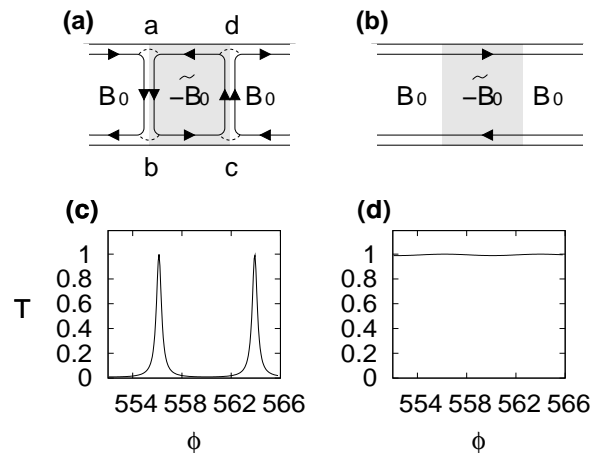 (a) (b)
a d
B0 ~ -B0 B0 B0 ~ -B0 B0
b c
(c) (d)
1 1
0.8 0.8
0.6 0.6
T
0.4 0.4
0.2 0.2
0 0
554 558 562 566 554 558 562 566
ϕ ϕ